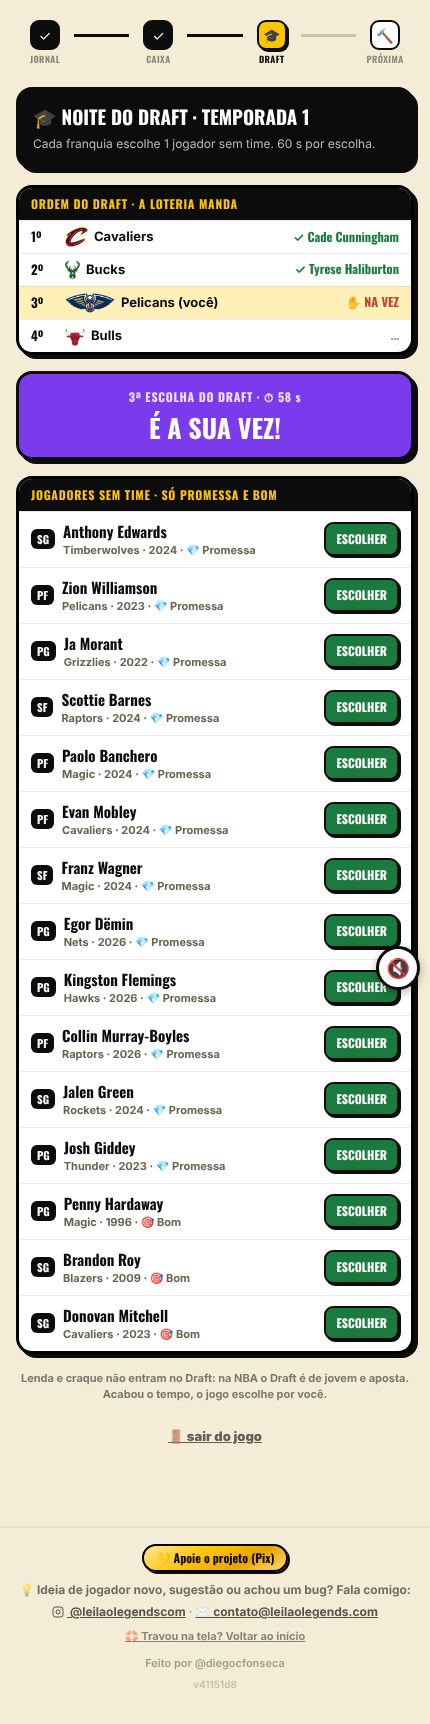 JORNAL CAIXA DRAFT PRÓXIMA
🎓 NOITE DO DRAFT · TEMPORADA 1
Cada franquia escolhe 1 jogador sem time. 60 s por escolha.
ORDEM DO DRAFT · A LOTERIA MANDA
1º Cavaliers ✓ Cade Cunningham
2º Bucks ✓ Tyrese Haliburton
3º Pelicans (você) ✋ NA VEZ
4º Bulls ...
3ª ESCOLHA DO DRAFT · ⏱ 58 s
É A SUA VEZ!
JOGADORES SEM TIME · SÓ PROMESSA E BOM
SG Anthony Edwards ESCOLHER
Timberwolves · 2024 · 💎 Promessa
PF Zion Williamson ESCOLHER
Pelicans · 2023 · 💎 Promessa
PG Ja Morant ESCOLHER
Grizzlies · 2022 · 💎 Promessa
SF Scottie Barnes ESCOLHER
Raptors · 2024 · 💎 Promessa
PF Paolo Banchero ESCOLHER
Magic · 2024 · 💎 Promessa
PF Evan Mobley ESCOLHER
Cavaliers · 2024 · 💎 Promessa
SF Franz Wagner ESCOLHER
Magic · 2024 · 💎 Promessa
PG Egor Dëmin ESCOLHER
Nets · 2026 · 💎 Promessa
PG Kingston Flemings ESCOLHER
Hawks · 2026 · 💎 Promessa
PF Collin Murray-Boyles ESCOLHER
Raptors · 2026 · 💎 Promessa
SG Jalen Green ESCOLHER
Rockets · 2024 · 💎 Promessa
PG Josh Giddey ESCOLHER
Thunder · 2023 · 💎 Promessa
PG Penny Hardaway ESCOLHER
Magic · 1996 · 🎯 Bom
SG Brandon Roy ESCOLHER
Blazers · 2009 · 🎯 Bom
SG Donovan Mitchell ESCOLHER
Cavaliers · 2023 · 🎯 Bom
Lenda e craque não entram no Draft: na NBA o Draft é de jovem e aposta.
Acabou o tempo, o jogo escolhe por você.
🚪 sair do jogo
💛 Apoie o projeto (Pix)
💡 Ideia de jogador novo, sugestão ou achou um bug? Fala comigo:
@leilaolegendscom · ✉️ contato@leilaolegends.com
🛟 Travou na tela? Voltar ao início
Feito por @diegocfonseca
v41151d8